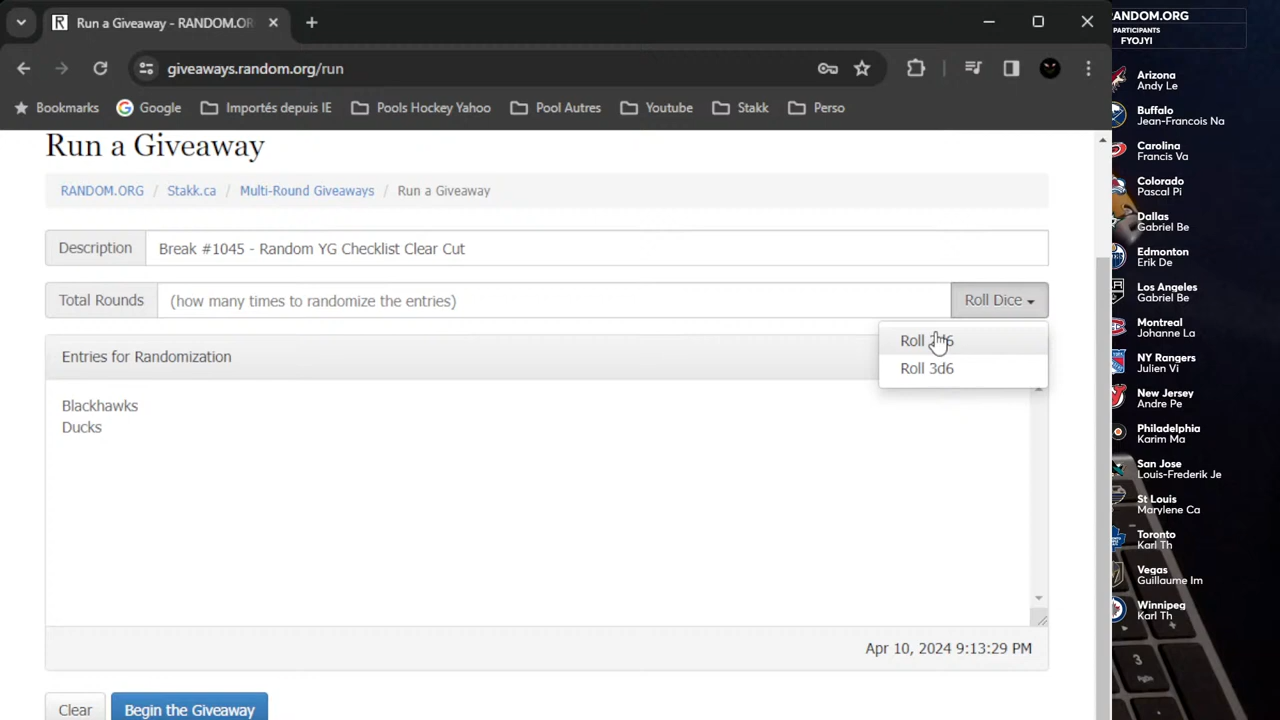 Run a Giveaway - RANDOM.OR
giveaways.random.org/run
Bookmarks
Google
Importés depuis IE
Pools Hockey Yahoo
Pool Autres
Youtube
Stakk
Perso
Run a Giveaway
RANDOM.ORG / Stakk.ca / Multi-Round Giveaways / Run a Giveaway
Description
Break #1045 - Random YG Checklist Clear Cut
Total Rounds
(how many times to randomize the entries)
Roll Dice
Roll 2d6
Roll 3d6
Entries for Randomization
Blackhawks
Ducks
Apr 10, 2024 9:13:29 PM
Clear
Begin the Giveaway
ANDOM.ORG
PARTICIPANTS
FYOJYI
Arizona
Andy Le
Buffalo
Jean-Francois Na
Carolina
Francis Va
Colorado
Pascal Pi
Dallas
Gabriel Be
Edmonton
Erik De
Los Angeles
Gabriel Be
Montreal
Johanne La
NY Rangers
Julien Vi
New Jersey
Andre Pe
Philadelphia
Karim Ma
San Jose
Louis-Frederik Je
St Louis
Marylene Ca
Toronto
Karl Th
Vegas
Guillaume Im
Winnipeg
Karl Th
3